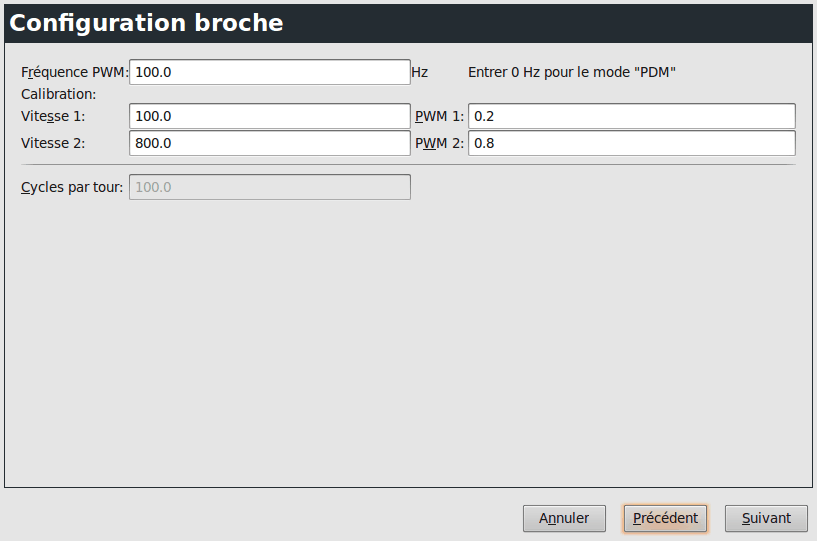 Configuration broche
Fréquence PWM: 100.0 Hz Entrer 0 Hz pour le mode "PDM"
Calibration:
Vitesse 1: 100.0 PWM 1: 0.2
Vitesse 2: 800.0 PWM 2: 0.8
Cycles par tour: 100.0
Annuler Précédent Suivant